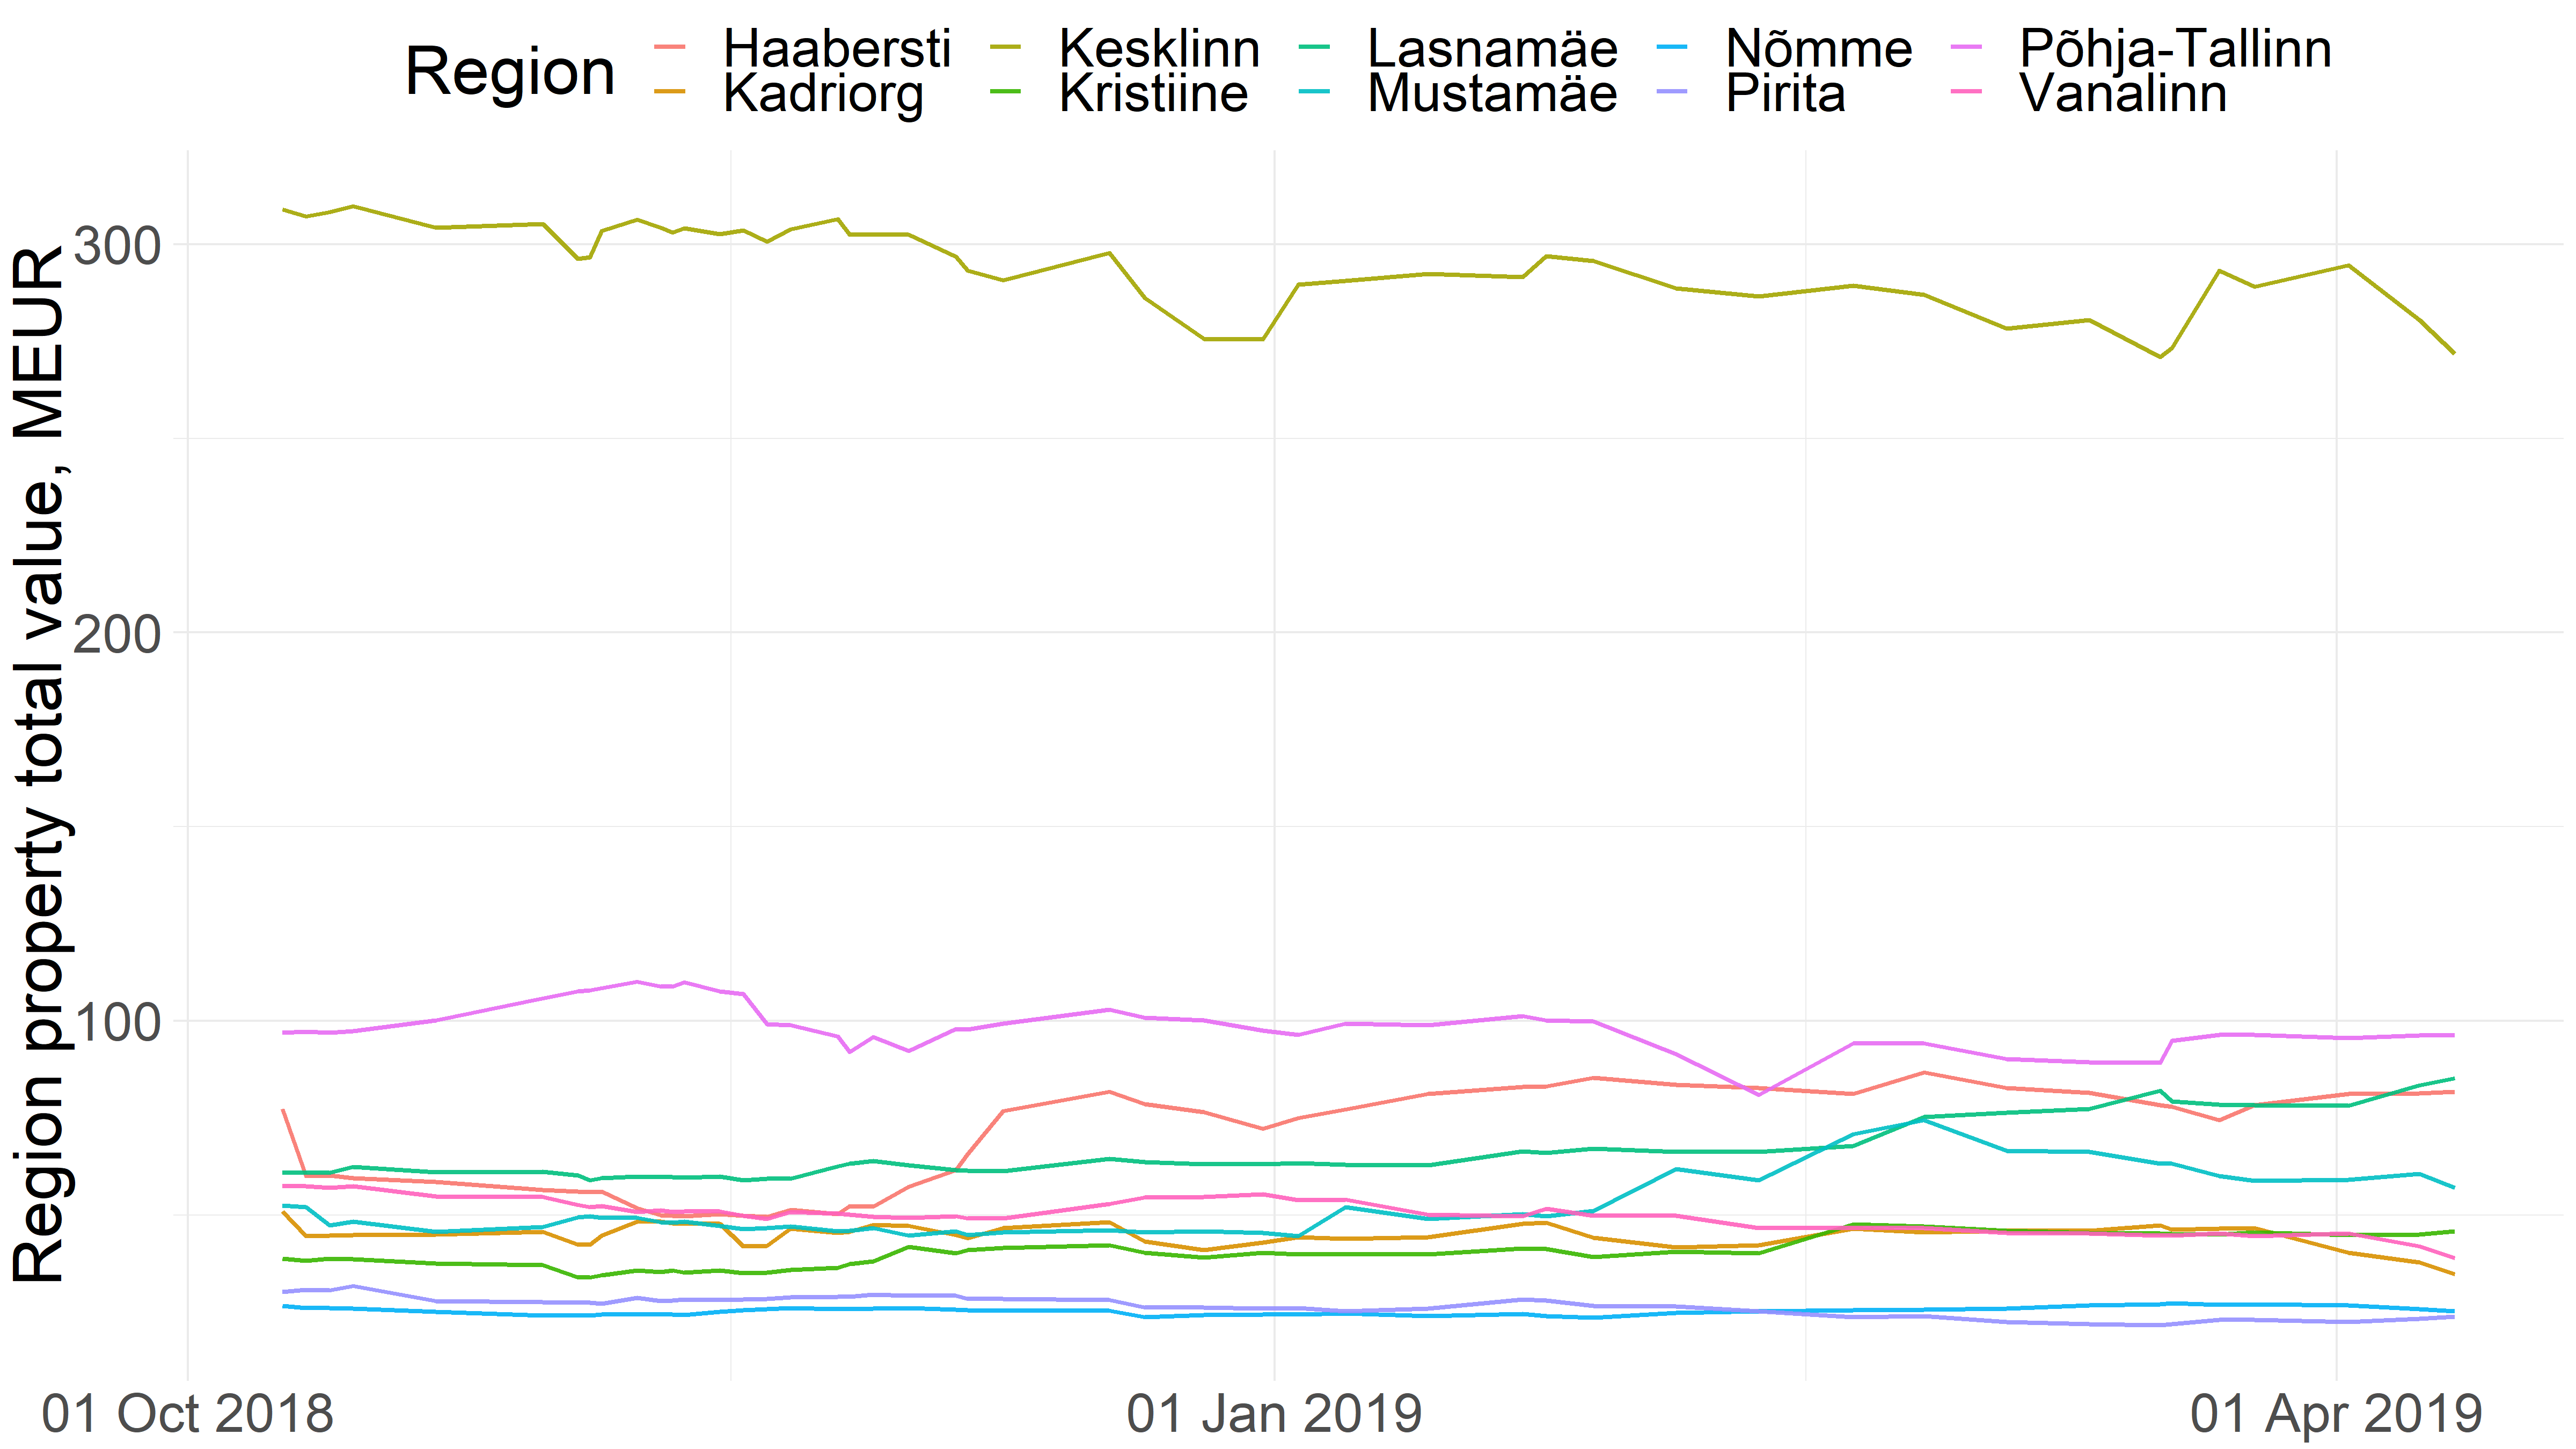 Region
Haabersti Kesklinn Lasnamäe Nõmme Põhja-Tallinn
Kadriorg Kristiine Mustamäe Pirita Vanalinn
Region property total value, MEUR
300
200
100
01 Oct 2018 01 Jan 2019 01 Apr 2019